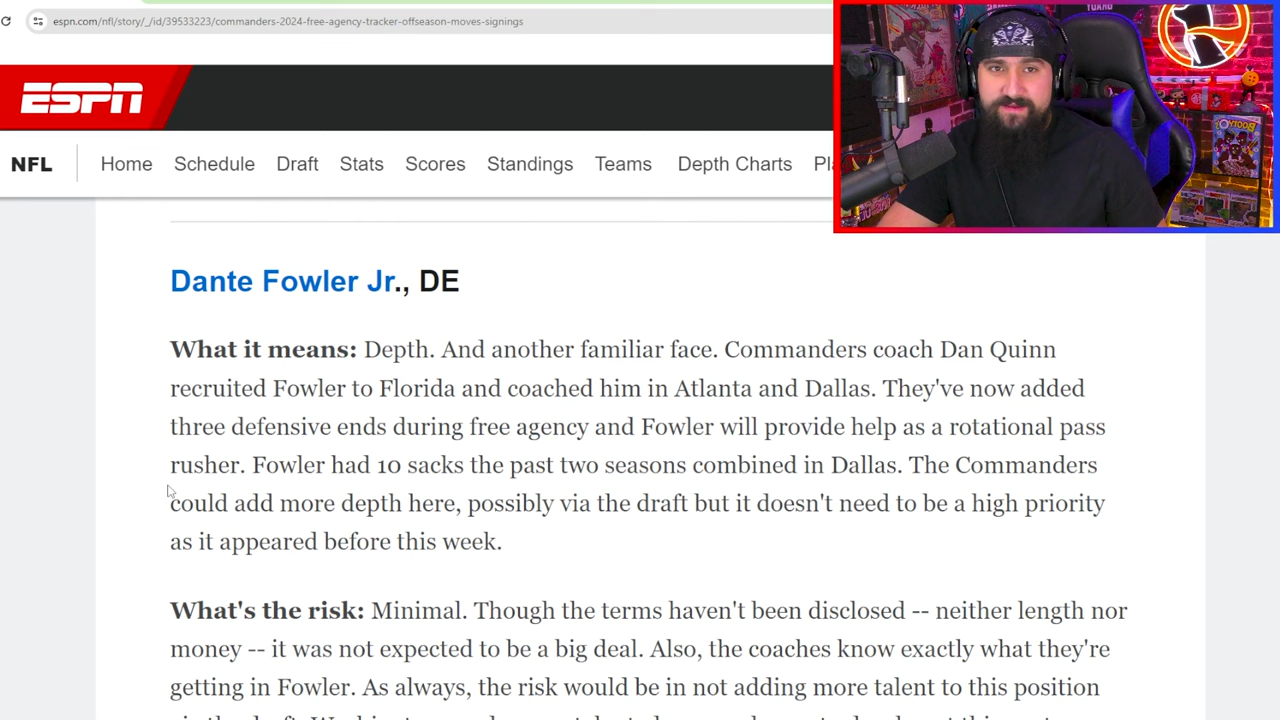 espn.com/nfl/story/_/id/39533223/commanders-2024-free-agency-tracker-offseason-moves-signings
ESPN
NFL Home Schedule Draft Stats Scores Standings Teams Depth Charts
Dante Fowler Jr., DE
What it means: Depth. And another familiar face. Commanders coach Dan Quinn
recruited Fowler to Florida and coached him in Atlanta and Dallas. They've now added
three defensive ends during free agency and Fowler will provide help as a rotational pass
rusher. Fowler had 10 sacks the past two seasons combined in Dallas. The Commanders
could add more depth here, possibly via the draft but it doesn't need to be a high priority
as it appeared before this week.
What's the risk: Minimal. Though the terms haven't been disclosed -- neither length nor
money -- it was not expected to be a big deal. Also, the coaches know exactly what they're
getting in Fowler. As always, the risk would be in not adding more talent to this position